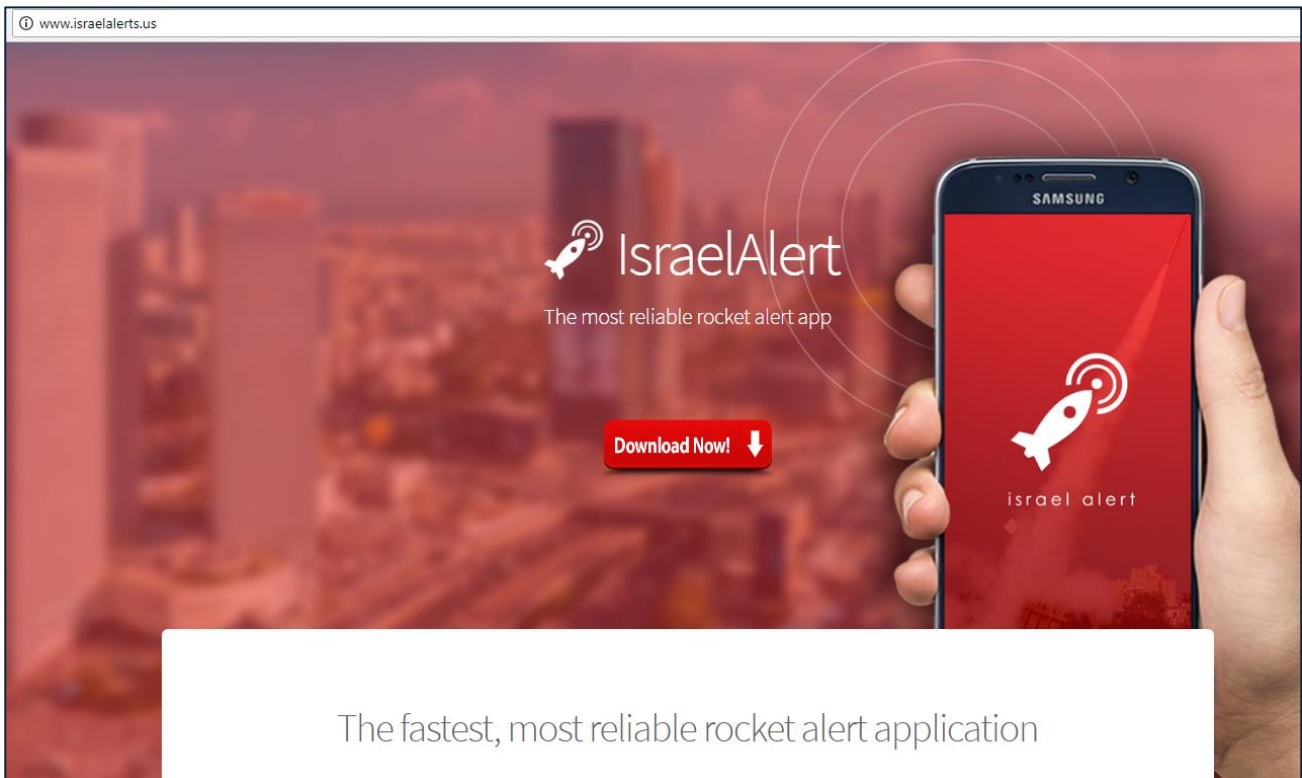 www.israelalerts.us
SAMSUNG
IsraelAlert
The most reliable rocket alert app
Download Now!
israel alert
The fastest, most reliable rocket alert application